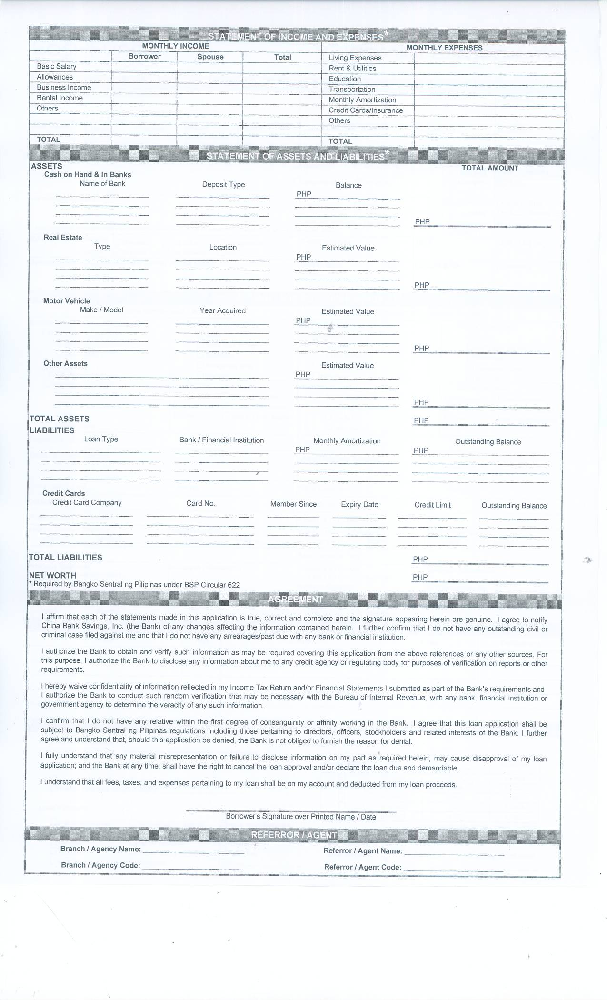 STATEMENT OF INCOME AND EXPENSES*
MONTHLY INCOME MONTHLY EXPENSES
Borrower Spouse Total Living Expenses
Basic Salary Rent & Utilities
Allowances Education
Business Income Transportation
Rental Income Monthly Amortization
Others Credit Cards/Insurance
Others
TOTAL TOTAL
STATEMENT OF ASSETS AND LIABILITIES*
ASSETS TOTAL AMOUNT
Cash on Hand & In Banks
Name of Bank Deposit Type Balance
PHP
PHP
Real Estate
Type Location Estimated Value
PHP
PHP
Motor Vehicle
Make / Model Year Acquired Estimated Value
PHP
PHP
Other Assets Estimated Value
PHP
PHP
TOTAL ASSETS PHP
LIABILITIES
Loan Type Bank / Financial Institution Monthly Amortization Outstanding Balance
PHP PHP
Credit Cards
Credit Card Company Card No. Member Since Expiry Date Credit Limit Outstanding Balance
TOTAL LIABILITIES PHP
NET WORTH PHP
* Required by Bangko Sentral ng Pilipinas under BSP Circular 622
AGREEMENT
I affirm that each of the statements made in this application is true, correct and complete and the signature appearing herein are genuine. I agree to notify
China Bank Savings, Inc. (the Bank) of any changes affecting the information contained herein. I further confirm that I do not have any outstanding civil or
criminal case filed against me and that I do not have any arrearages/past due with any bank or financial institution.
I authorize the Bank to obtain and verify such information as may be required covering this application from the above references or any other sources. For
this purpose, I authorize the Bank to disclose any information about me to any credit agency or regulating body for purposes of verification on reports or other
requirements.
I hereby waive confidentiality of information reflected in my Income Tax Return and/or Financial Statements I submitted as part of the Bank's requirements and
I authorize the Bank to conduct such random verification that may be necessary with the Bureau of Internal Revenue, with any bank, financial institution or
government agency to determine the veracity of any such information.
I confirm that I do not have any relative within the first degree of consanguinity or affinity working in the Bank. I agree that this loan application shall be
subject to Bangko Sentral ng Pilipinas regulations including those pertaining to directors, officers, stockholders and related interests of the Bank. I further
agree and understand that, should this application be denied, the Bank is not obliged to furnish the reason for denial.
I fully understand that any material misrepresentation or failure to disclose information on my part as required herein, may cause disapproval of my loan
application; and the Bank at any time, shall have the right to cancel the loan approval and/or declare the loan due and demandable.
I understand that all fees, taxes, and expenses pertaining to my loan shall be on my account and deducted from my loan proceeds.
Borrower's Signature over Printed Name / Date
REFERROR / AGENT
Branch / Agency Name: Referror / Agent Name:
Branch / Agency Code: Referror / Agent Code: